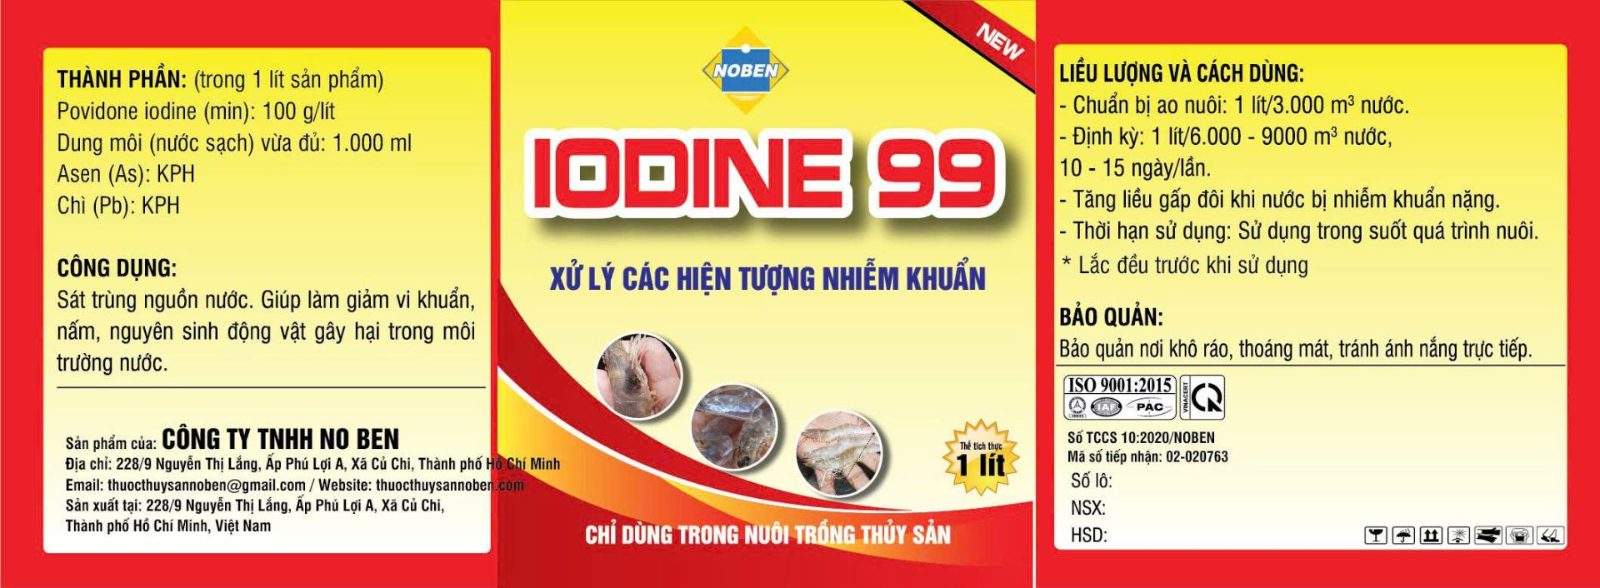 THÀNH PHẦN: (trong 1 lít sản phẩm)
Povidone iodine (min): 100 g/lít
Dung môi (nước sạch) vừa đủ: 1.000 ml
Asen (As): KPH
Chì (Pb): KPH
CÔNG DỤNG:
Sát trùng nguồn nước. Giúp làm giảm vi khuẩn,
nấm, nguyên sinh động vật gây hại trong môi
trường nước.
Sản phẩm của: CÔNG TY TNHH NO BEN
Địa chỉ: 228/9 Nguyễn Thị Lắng, Ấp Phú Lợi A, Xã Củ Chi, Thành phố Hồ Chí Minh
Email: thuocthuysannoben@gmail.com / Website: thuocthuysannoben.com
Sản xuất tại: 228/9 Nguyễn Thị Lắng, Ấp Phú Lợi A, Xã Củ Chi,
Thành phố Hồ Chí Minh, Việt Nam
NEW
NOBEN
IODINE 99
XỬ LÝ CÁC HIỆN TƯỢNG NHIỄM KHUẨN
Thể tích thực
1 lít
CHỈ DÙNG TRONG NUÔI TRỒNG THỦY SẢN
LIỀU LƯỢNG VÀ CÁCH DÙNG:
- Chuẩn bị ao nuôi: 1 lít/3.000 m³ nước.
- Định kỳ: 1 lít/6.000 - 9000 m³ nước,
10 - 15 ngày/lần.
- Tăng liều gấp đôi khi nước bị nhiễm khuẩn nặng.
- Thời hạn sử dụng: Sử dụng trong suốt quá trình nuôi.
* Lắc đều trước khi sử dụng
BẢO QUẢN:
Bảo quản nơi khô ráo, thoáng mát, tránh ánh nắng trực tiếp.
ISO 9001:2015
IAF
PAC
VINACERT
Số TCCS 10:2020/NOBEN
Mã số tiếp nhận: 02-020763
Số lô:
NSX:
HSD: